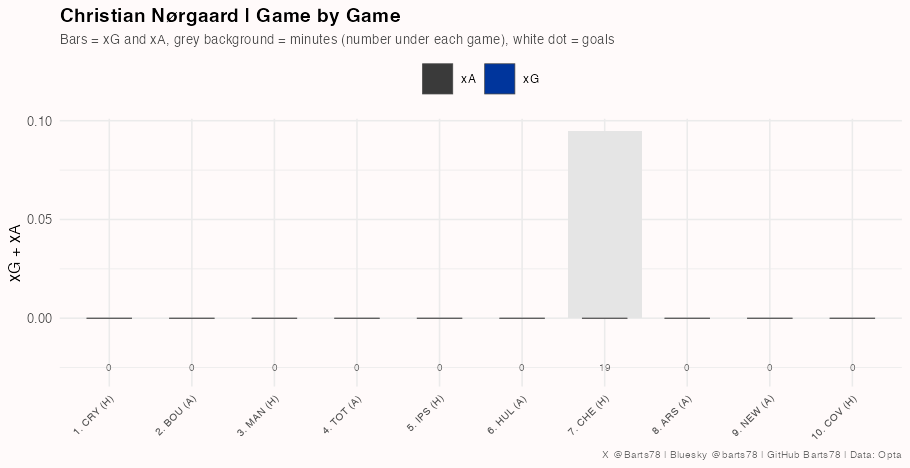 Christian Nørgaard | Game by Game
Bars = xG and xA, grey background = minutes (number under each game), white dot = goals
xA xG
0.10
0.05
0.00
xG + xA
0 0 0 0 0 0 19 0 0 0
1. CRY (H)
2. BOU (A)
3. MAN (H)
4. TOT (A)
5. IPS (H)
6. HUL (A)
7. CHE (H)
8. ARS (A)
9. NEW (A)
10. COV (H)
X @Barts78 | Bluesky @barts78 | GitHub Barts78 | Data: Opta